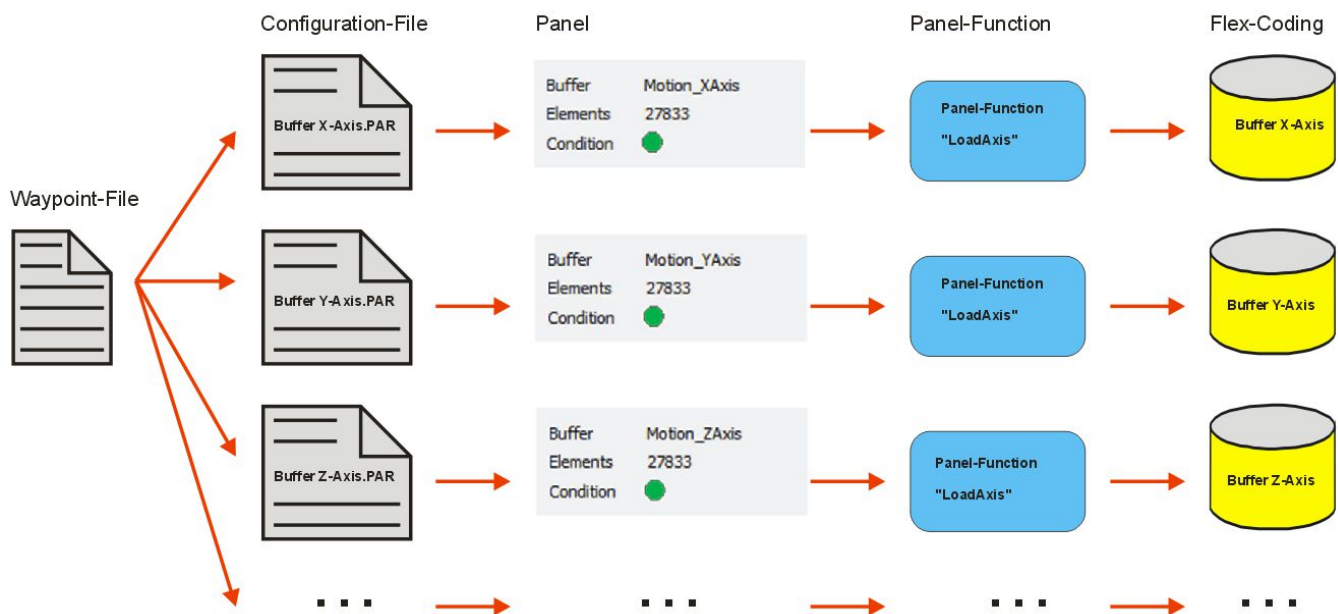 Configuration-File Panel Panel-Function Flex-Coding
Waypoint-File
Buffer X-Axis.PAR
Buffer Motion_XAxis
Elements 27833
Condition
Panel-Function
"LoadAxis"
Buffer X-Axis
Buffer Y-Axis.PAR
Buffer Motion_YAxis
Elements 27833
Condition
Panel-Function
"LoadAxis"
Buffer Y-Axis
Buffer Z-Axis.PAR
Buffer Motion_ZAxis
Elements 27833
Condition
Panel-Function
"LoadAxis"
Buffer Z-Axis
. . . . . . . . . . . .